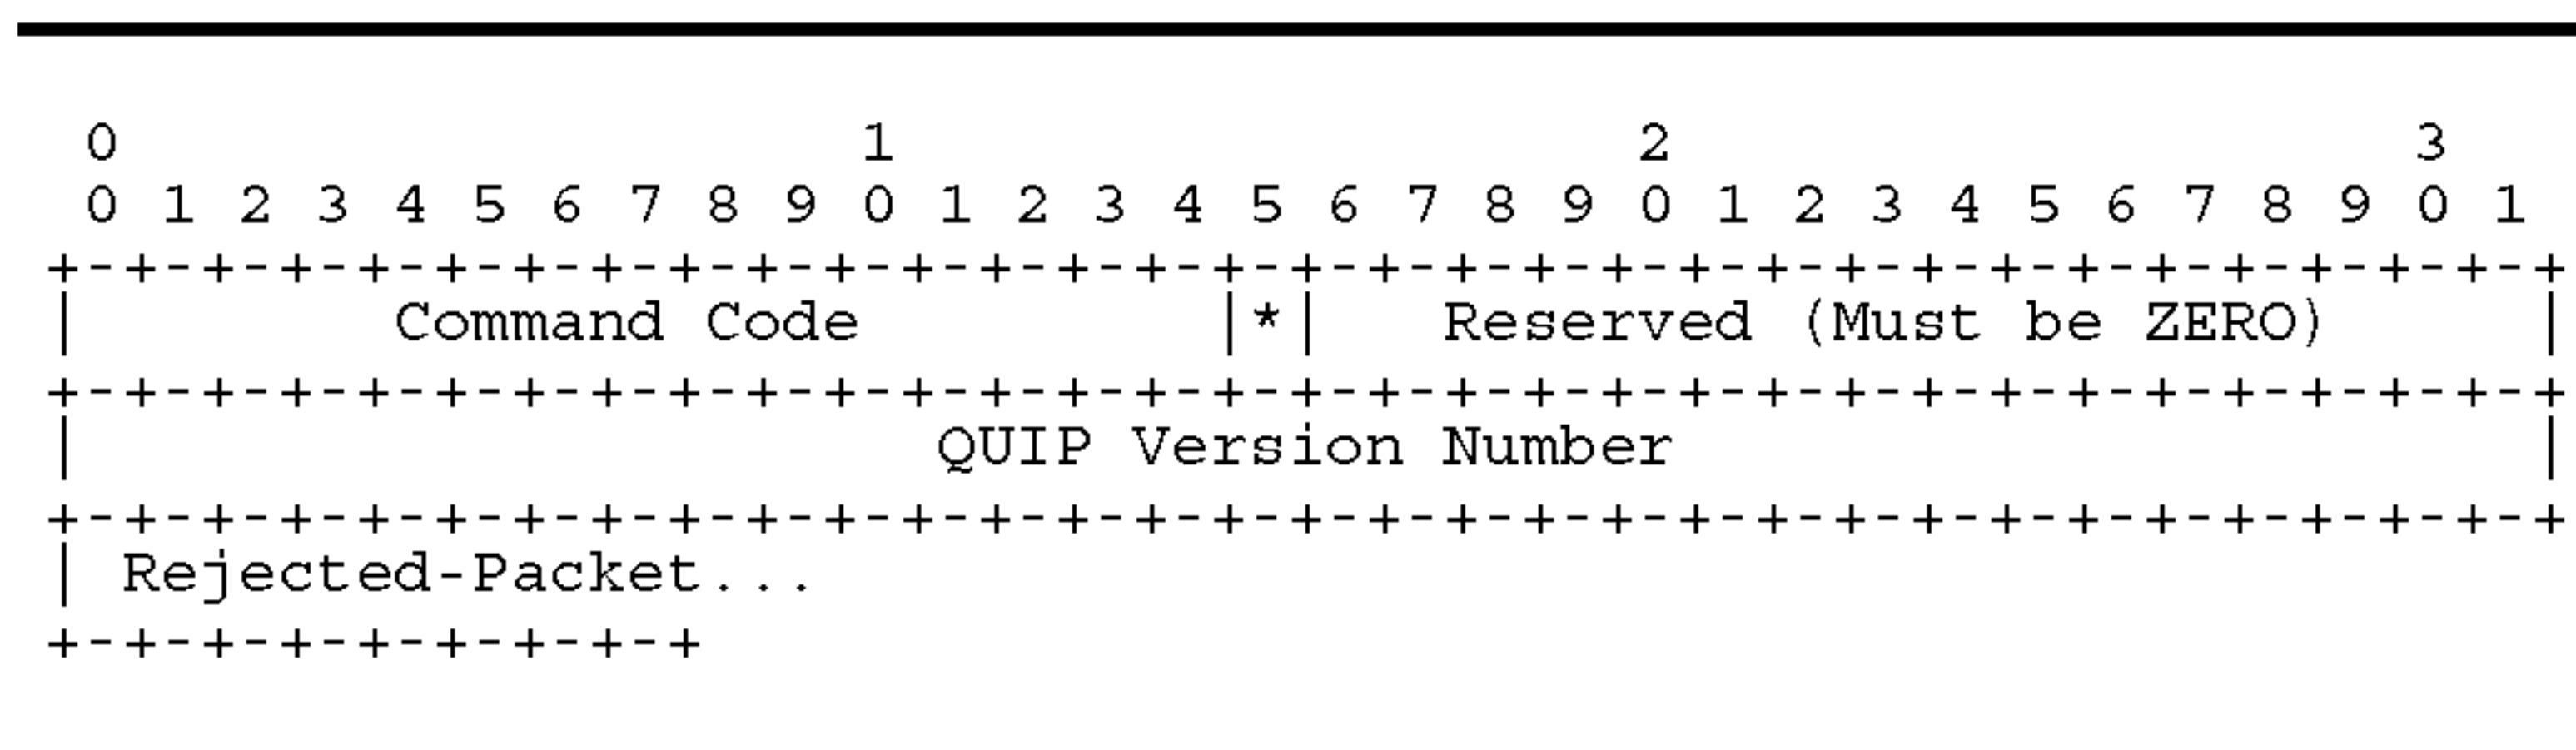 0                   1                   2                   3
 0 1 2 3 4 5 6 7 8 9 0 1 2 3 4 5 6 7 8 9 0 1 2 3 4 5 6 7 8 9 0 1
+-+-+-+-+-+-+-+-+-+-+-+-+-+-+-+-+-+-+-+-+-+-+-+-+-+-+-+-+-+-+-+-+
|        Command Code         |*|   Reserved (Must be ZERO)     |
+-+-+-+-+-+-+-+-+-+-+-+-+-+-+-+-+-+-+-+-+-+-+-+-+-+-+-+-+-+-+-+-+
|                      QUIP Version Number                      |
+-+-+-+-+-+-+-+-+-+-+-+-+-+-+-+-+-+-+-+-+-+-+-+-+-+-+-+-+-+-+-+-+
| Rejected-Packet...
+-+-+-+-+-+-+-+-+